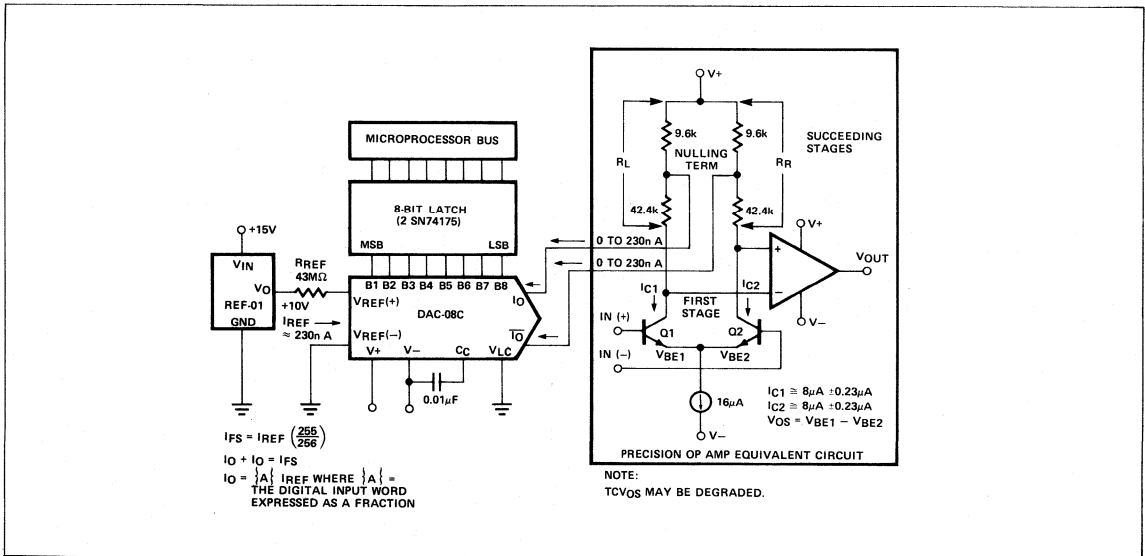 MICROPROCESSOR BUS
8-BIT LATCH
(2 SN74175)
MSB
LSB
+15V
VIN
VO
REF-01
GND
RREF
43MΩ
+10V
IREF
≈ 230n A
B1 B2 B3 B4 B5 B6 B7 B8
VREF(+)
IO
DAC-08C
VREF(−)
IO
V+
V−
CC
VLC
0.01μF
IFS = IREF (255/256)
IO + IO = IFS
IO = }A{ IREF WHERE }A{ =
THE DIGITAL INPUT WORD
EXPRESSED AS A FRACTION
0 TO 230n A
0 TO 230n A
V+
9.6k
9.6k
SUCCEEDING
STAGES
NULLING
TERM
RL
RR
42.4k
42.4k
V+
+
VOUT
−
V−
IC1
IC2
FIRST
STAGE
IN (+)
Q1
Q2
IN (−)
VBE1
VBE2
16μA
V−
IC1 ≅ 8μA ±0.23μA
IC2 ≅ 8μA ±0.23μA
VOS = VBE1 − VBE2
PRECISION OP AMP EQUIVALENT CIRCUIT
NOTE:
TCVOS MAY BE DEGRADED.